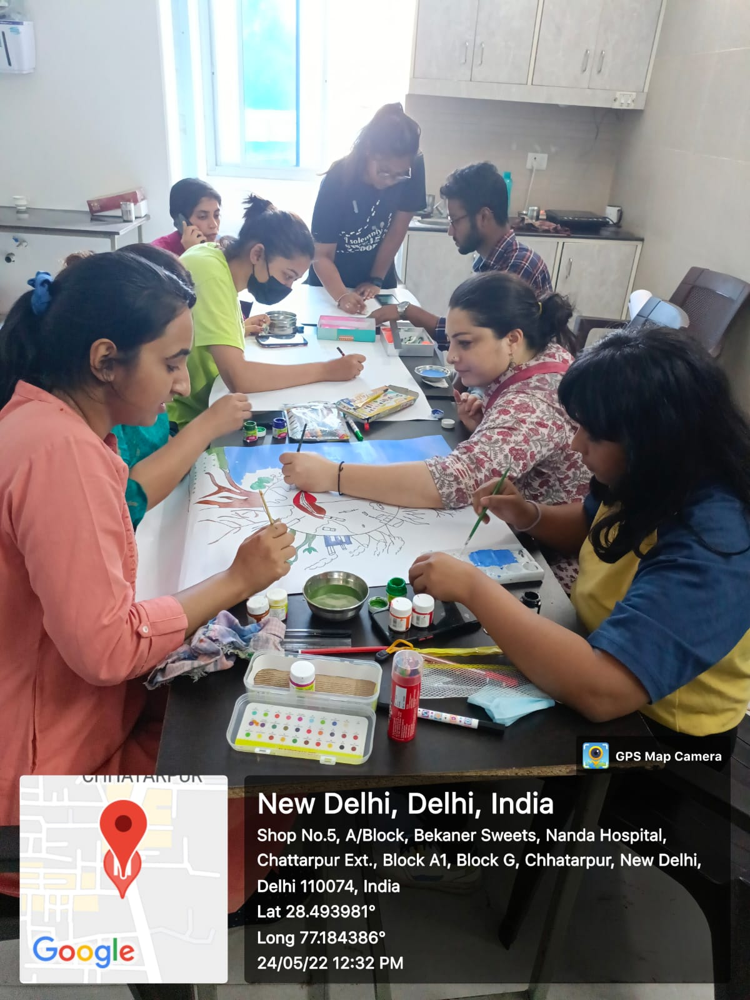 I solemnly
GPS Map Camera
CHHATARPUR
Google
New Delhi, Delhi, India
Shop No.5, A/Block, Bekaner Sweets, Nanda Hospital,
Chattarpur Ext., Block A1, Block G, Chhatarpur, New Delhi,
Delhi 110074, India
Lat 28.493981°
Long 77.184386°
24/05/22 12:32 PM